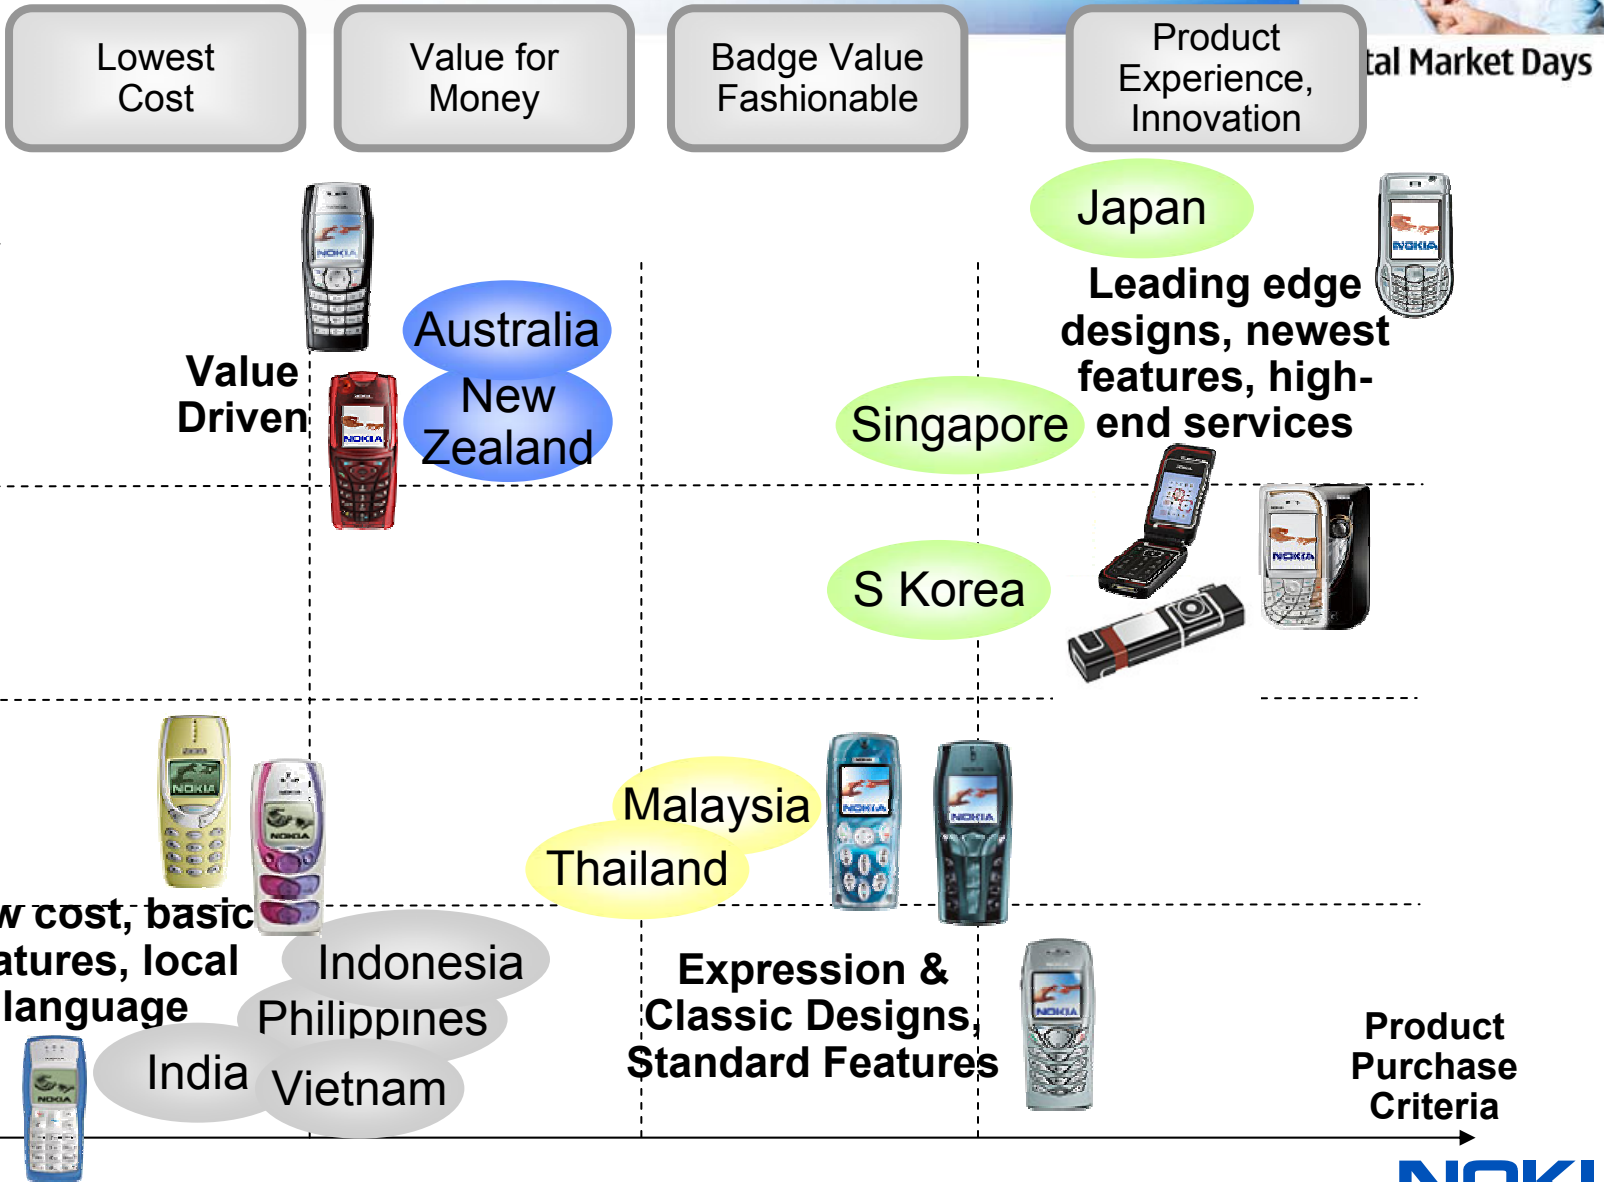 Lowest
Cost
Value for
Money
Badge Value
Fashionable
Product
Experience,
Innovation
tal Market Days
Japan
Leading edge
designs, newest
features, high-
end services
Australia
New
Zealand
Value
Driven
Singapore
S Korea
Malaysia
Thailand
w cost, basic
atures, local
language
Indonesia
Philippines
India
Vietnam
Expression &
Classic Designs,
Standard Features
Product
Purchase
Criteria
NOKI